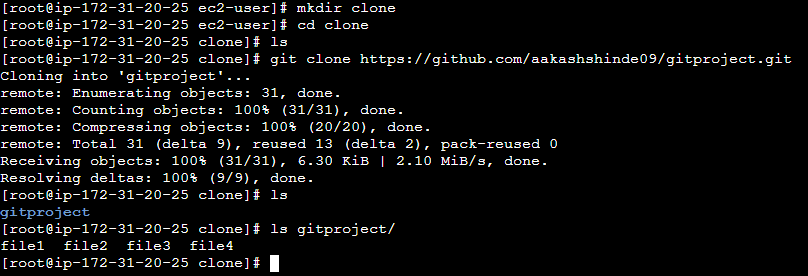 [root@ip-172-31-20-25 ec2-user]# mkdir clone
[root@ip-172-31-20-25 ec2-user]# cd clone
[root@ip-172-31-20-25 clone]# ls
[root@ip-172-31-20-25 clone]# git clone https://github.com/aakashshinde09/gitproject.git
Cloning into 'gitproject'...
remote: Enumerating objects: 31, done.
remote: Counting objects: 100% (31/31), done.
remote: Compressing objects: 100% (20/20), done.
remote: Total 31 (delta 9), reused 13 (delta 2), pack-reused 0
Receiving objects: 100% (31/31), 6.30 KiB | 2.10 MiB/s, done.
Resolving deltas: 100% (9/9), done.
[root@ip-172-31-20-25 clone]# ls
gitproject
[root@ip-172-31-20-25 clone]# ls gitproject/
file1  file2  file3  file4
[root@ip-172-31-20-25 clone]#